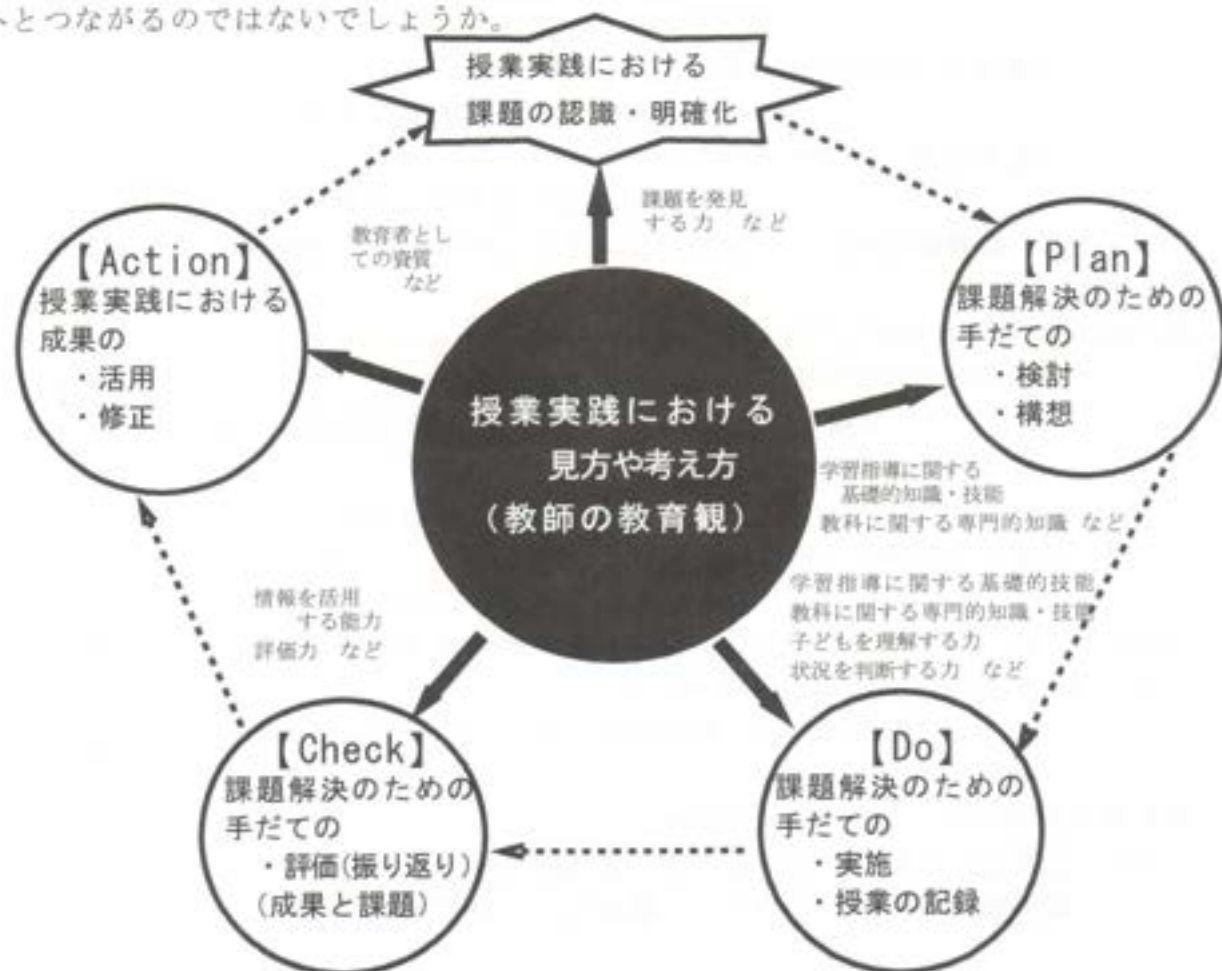 とつながるのではないでしょうか。
授業実践における
課題の認識・明確化
課題を発見
する力 など
教育者とし
ての資質
など
【Action】
授業実践における
成果の
・活用
・修正
【Plan】
課題解決のための
手だての
・検討
・構想
授業実践における
見方や考え方
(教師の教育観)
学習指導に関する
基礎的知識・技能
教科に関する専門的知識 など
学習指導に関する基礎的技能
教科に関する専門的知識・技能
子どもを理解する力
状況を判断する力 など
情報を活用
する能力
評価力 など
【Check】
課題解決のための
手だての
・評価(振り返り)
(成果と課題)
【Do】
課題解決のための
手だての
・実施
・授業の記録